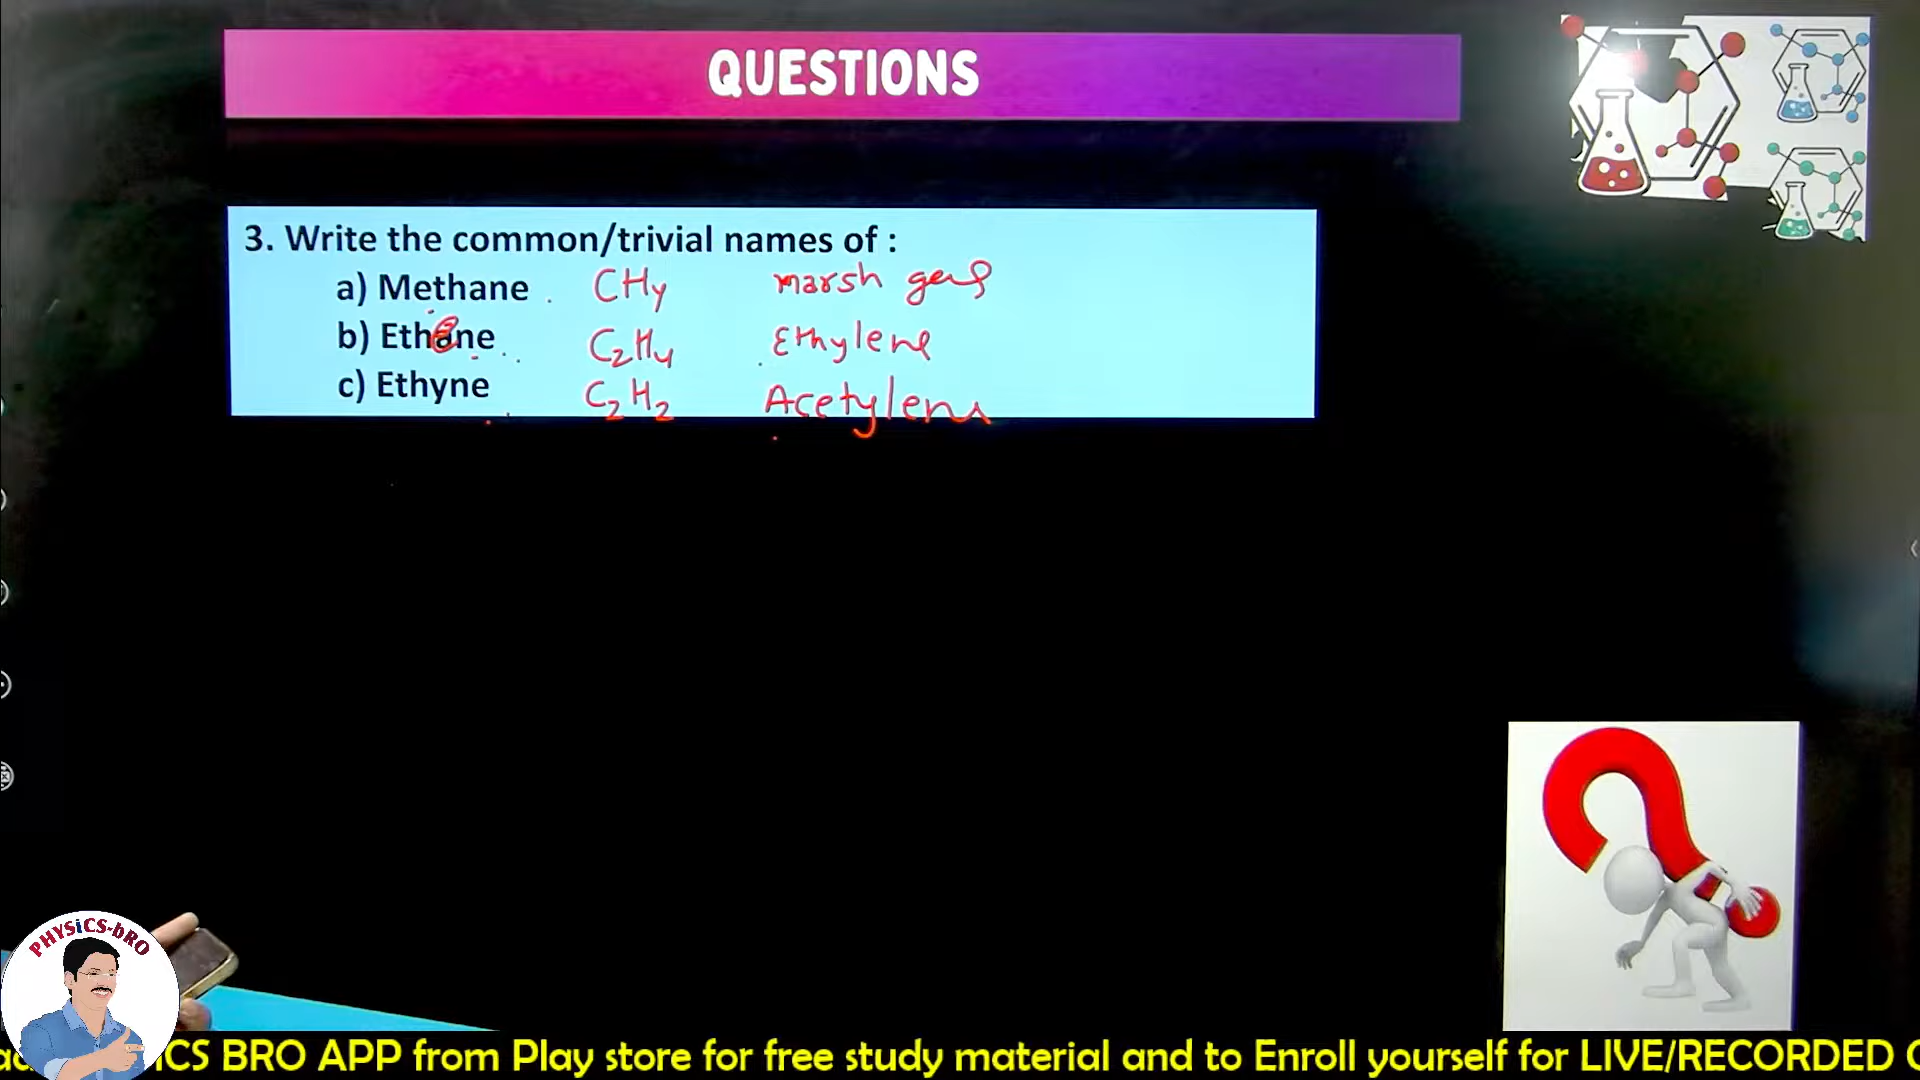 QUESTIONS
3. Write the common/trivial names of :
a) Methane CH4 marsh gas
b) Ethene C2H4 Ethylene
c) Ethyne C2H2 Acetylene
PHYSiCS-bRO
ICS BRO APP from Play store for free study material and to Enroll yourself for LIVE/RECORDED